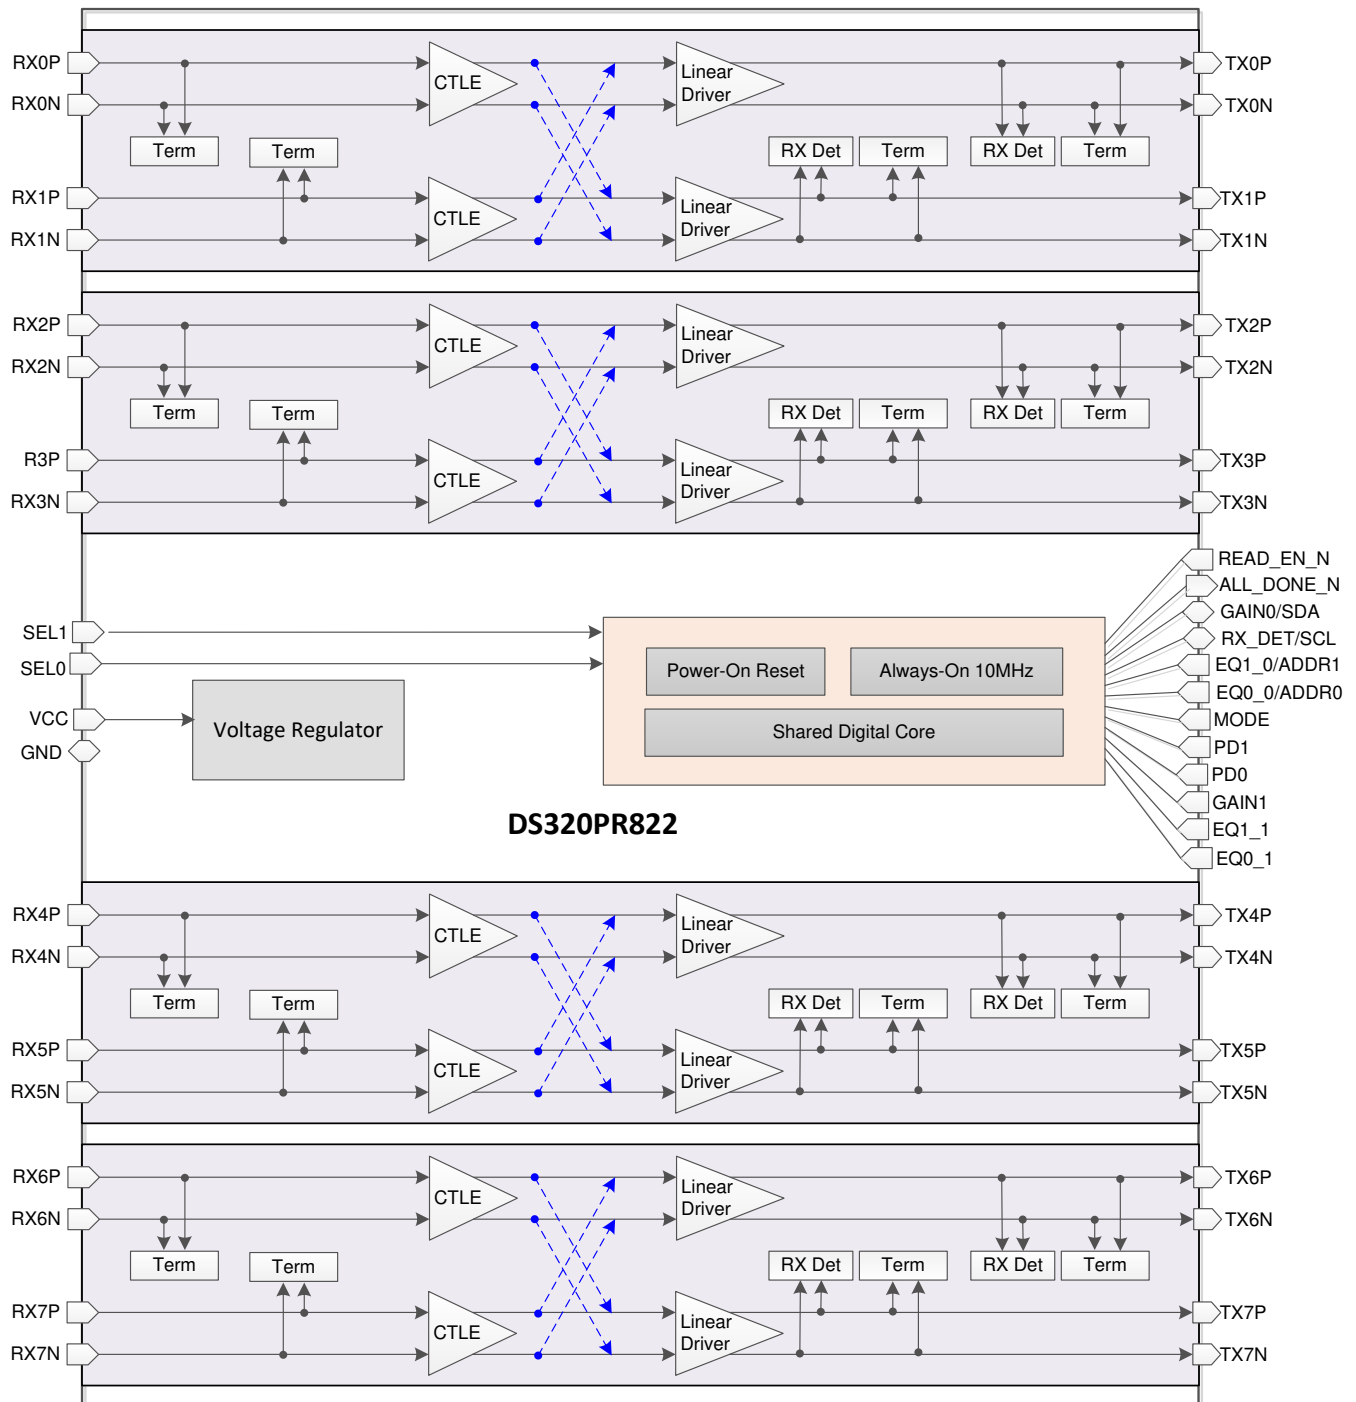 RX0P
CTLE
Linear
Driver
TX0P
RX0N
TX0N
Term
Term
RX Det
Term
RX Det
Term
RX1P
CTLE
Linear
Driver
TX1P
RX1N
TX1N
RX2P
CTLE
Linear
Driver
TX2P
RX2N
TX2N
Term
Term
RX Det
Term
RX Det
Term
R3P
CTLE
Linear
Driver
TX3P
RX3N
TX3N
READ_EN_N
ALL_DONE_N
GAIN0/SDA
SEL1
RX_DET/SCL
SEL0
Power-On Reset
Always-On 10MHz
EQ1_0/ADDR1
EQ0_0/ADDR0
VCC
Voltage Regulator
Shared Digital Core
MODE
GND
PD1
PD0
GAIN1
DS320PR822
EQ1_1
EQ0_1
RX4P
CTLE
Linear
Driver
TX4P
RX4N
TX4N
Term
Term
RX Det
Term
RX Det
Term
RX5P
CTLE
Linear
Driver
TX5P
RX5N
TX5N
RX6P
CTLE
Linear
Driver
TX6P
RX6N
TX6N
Term
Term
RX Det
Term
RX Det
Term
RX7P
CTLE
Linear
Driver
TX7P
RX7N
TX7N